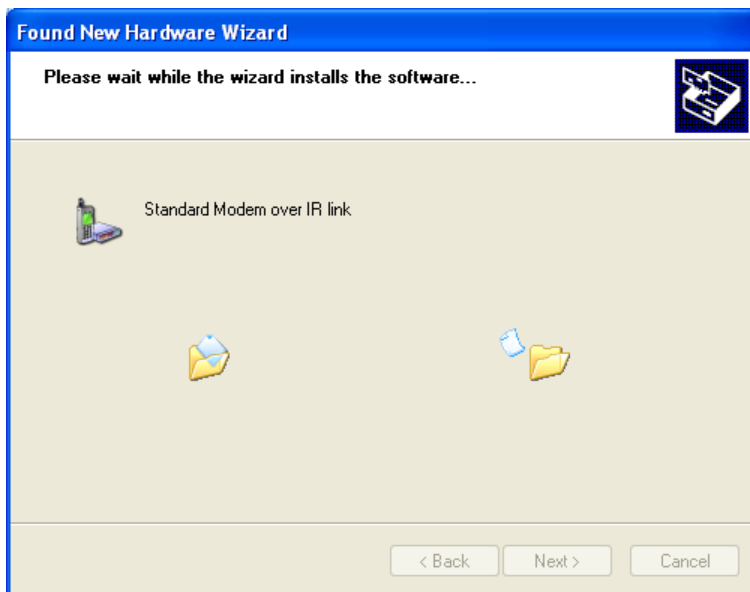 Found New Hardware Wizard
Please wait while the wizard installs the software...
Standard Modem over IR link
< Back
Next >
Cancel